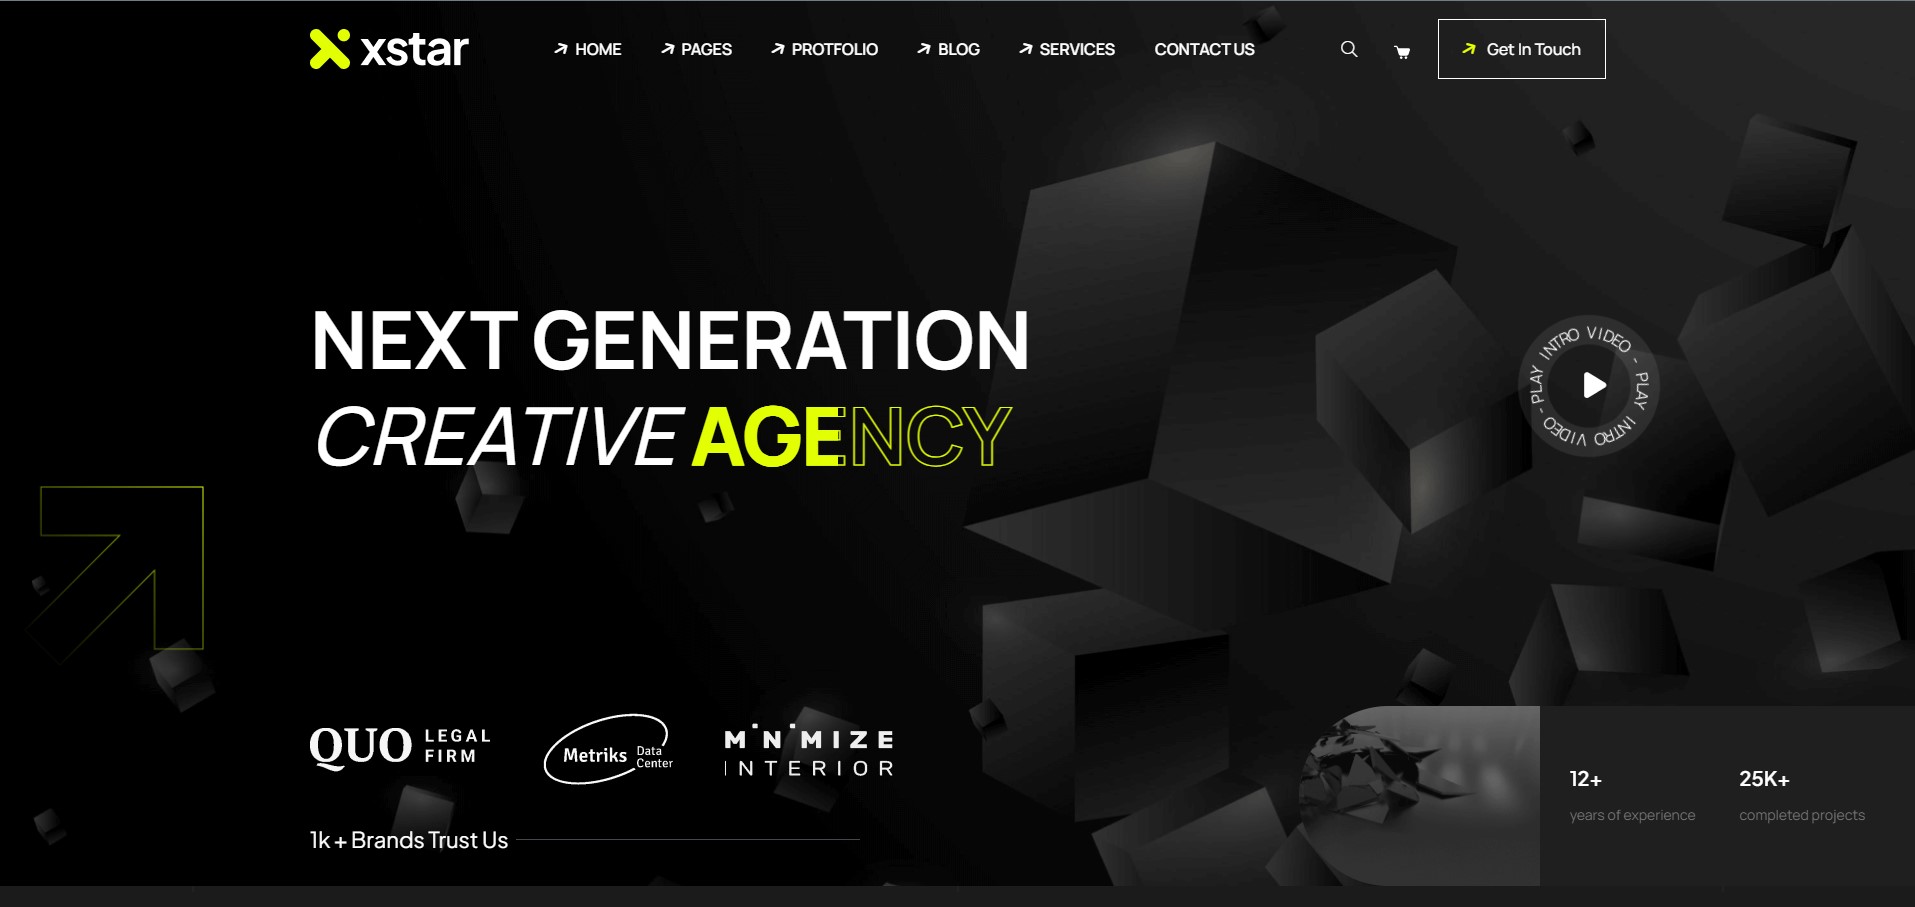 xstar
HOME
PAGES
PROTFOLIO
BLOG
SERVICES
CONTACT US
Get In Touch
NEXT GENERATION
CREATIVE AGENCY
PLAY INTRO VIDEO - PLAY INTRO VIDEO -
QUO LEGAL FIRM
Metriks Data Center
MINIMIZE
INTERIOR
1k + Brands Trust Us
12+
years of experience
25K+
completed projects